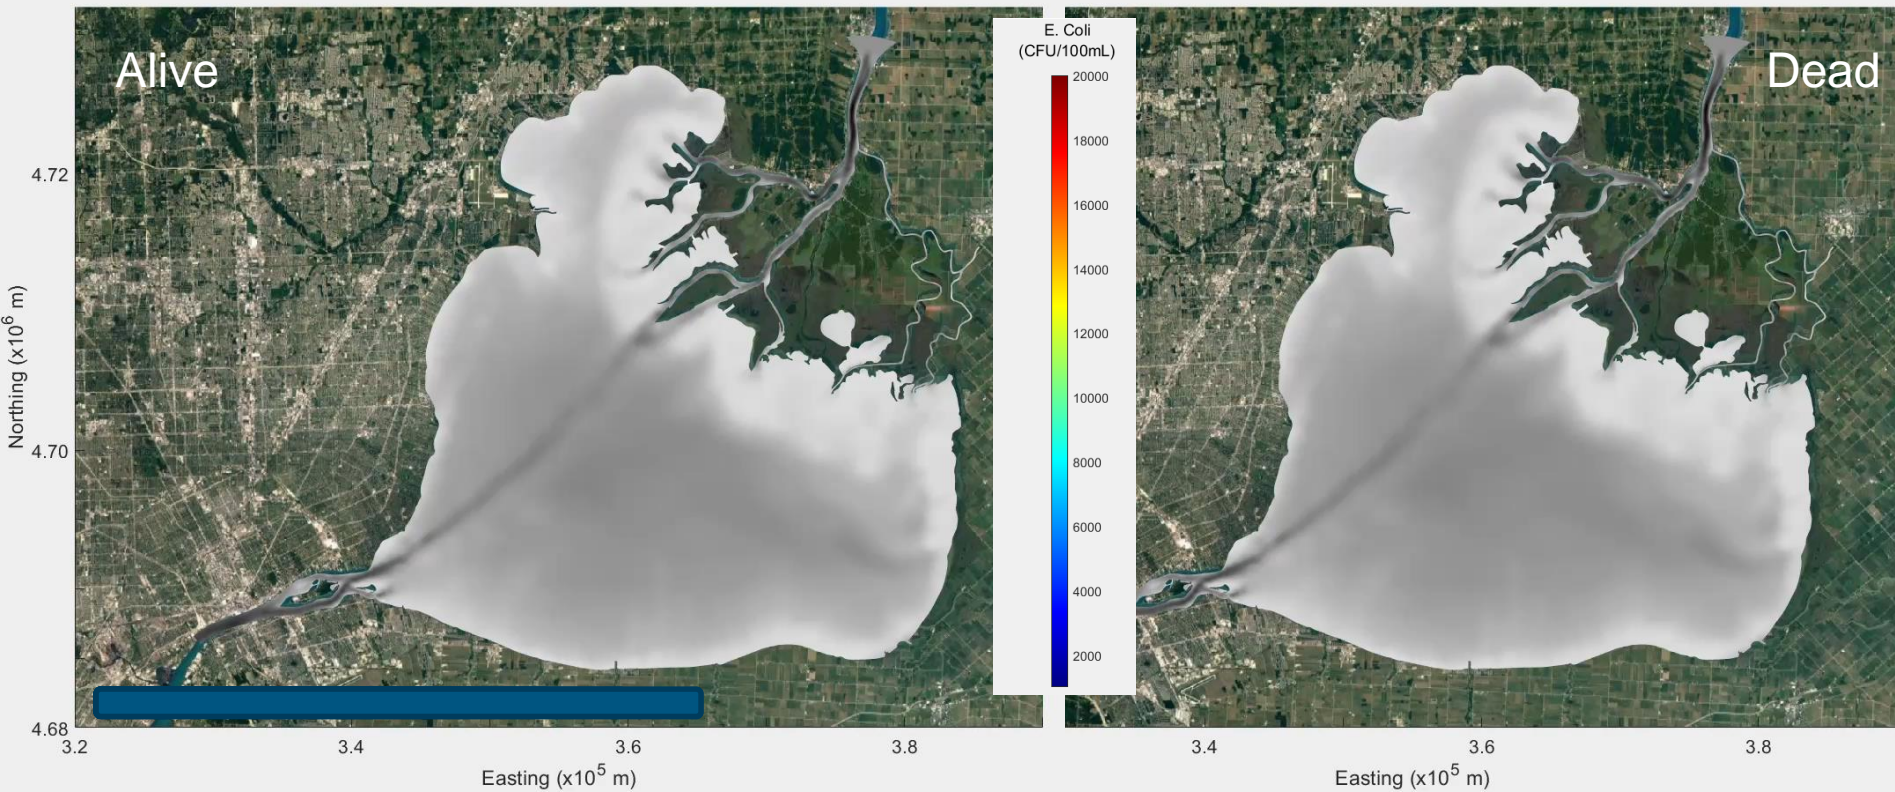 Alive
E. Coli
(CFU/100mL)
20000
18000
16000
14000
12000
10000
8000
6000
4000
2000
Dead
4.72
4.70
4.68
Northing (x10⁶ m)
3.2
3.4
3.6
3.8
Easting (x10⁵ m)
3.4
3.6
3.8
Easting (x10⁵ m)